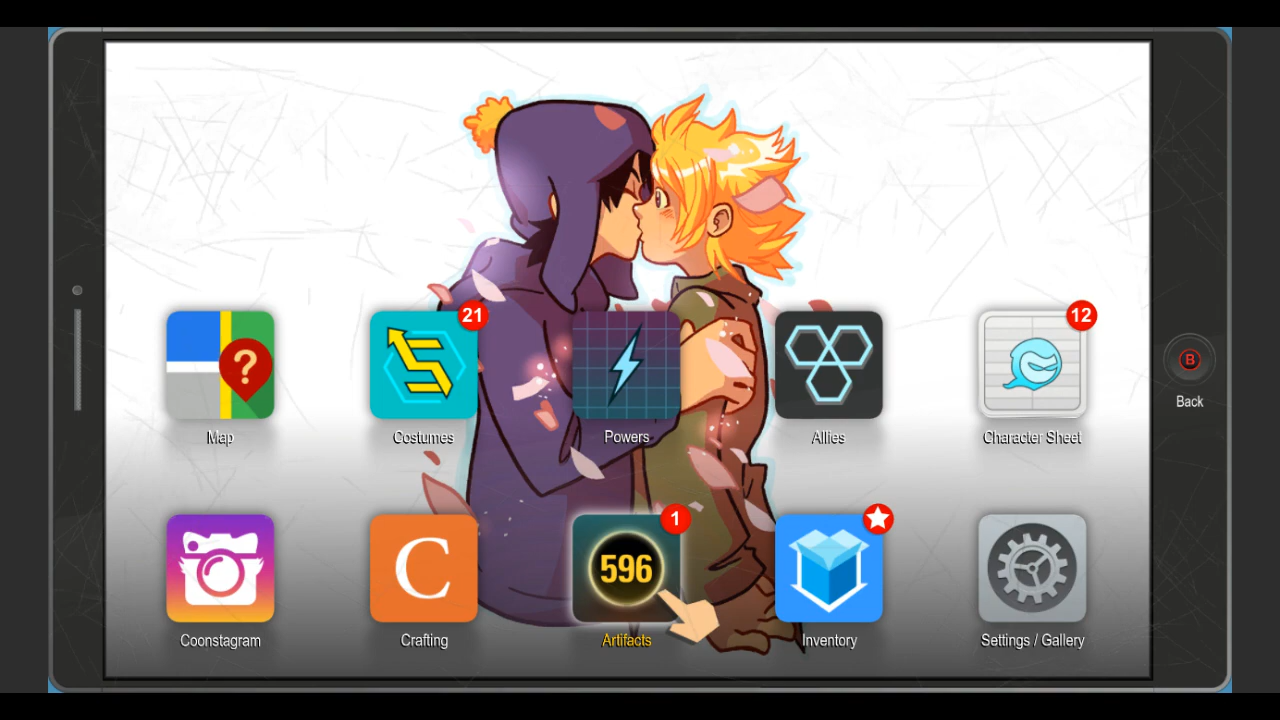 21
12
?
B
Back
Map
Costumes
Powers
Allies
Character Sheet
1
C
596
Coonstagram
Crafting
Artifacts
Inventory
Settings / Gallery